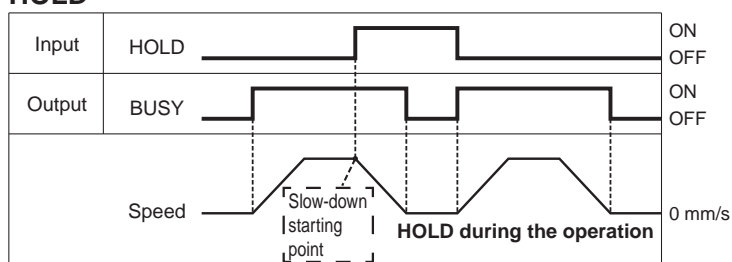 HOLD
Input HOLD ON
OFF
Output BUSY ON
OFF
Speed 0 mm/s
Slow-down
starting
point
HOLD during the operation